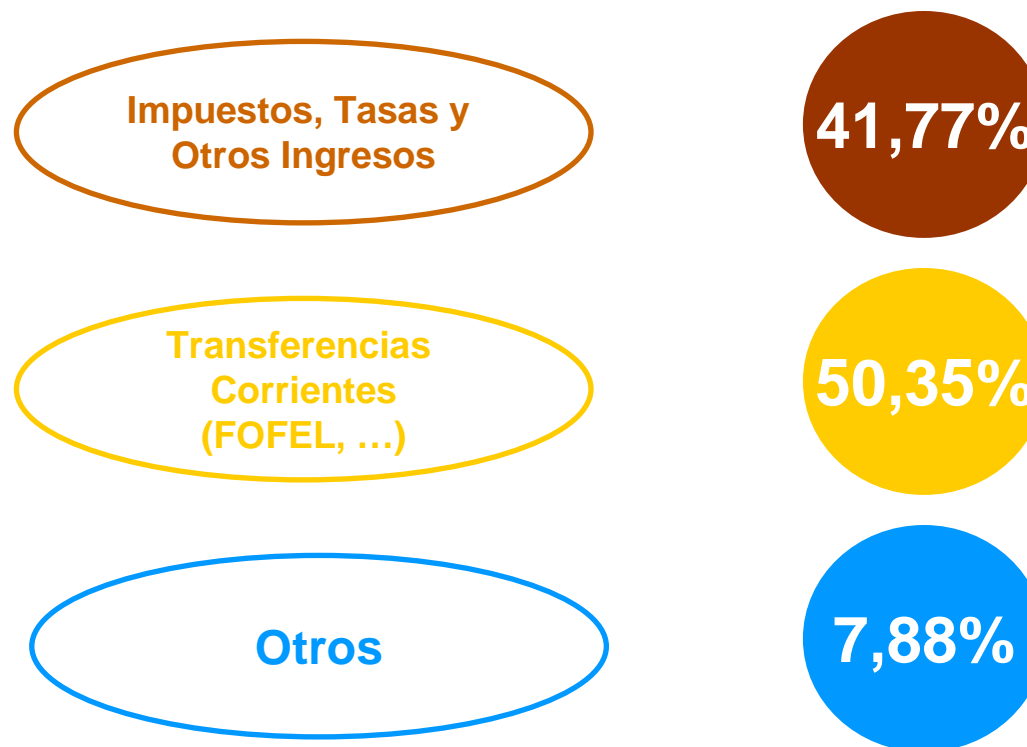 Impuestos, Tasas y
Otros Ingresos
41,77%
Transferencias
Corrientes
(FOFEL, …)
50,35%
Otros
7,88%